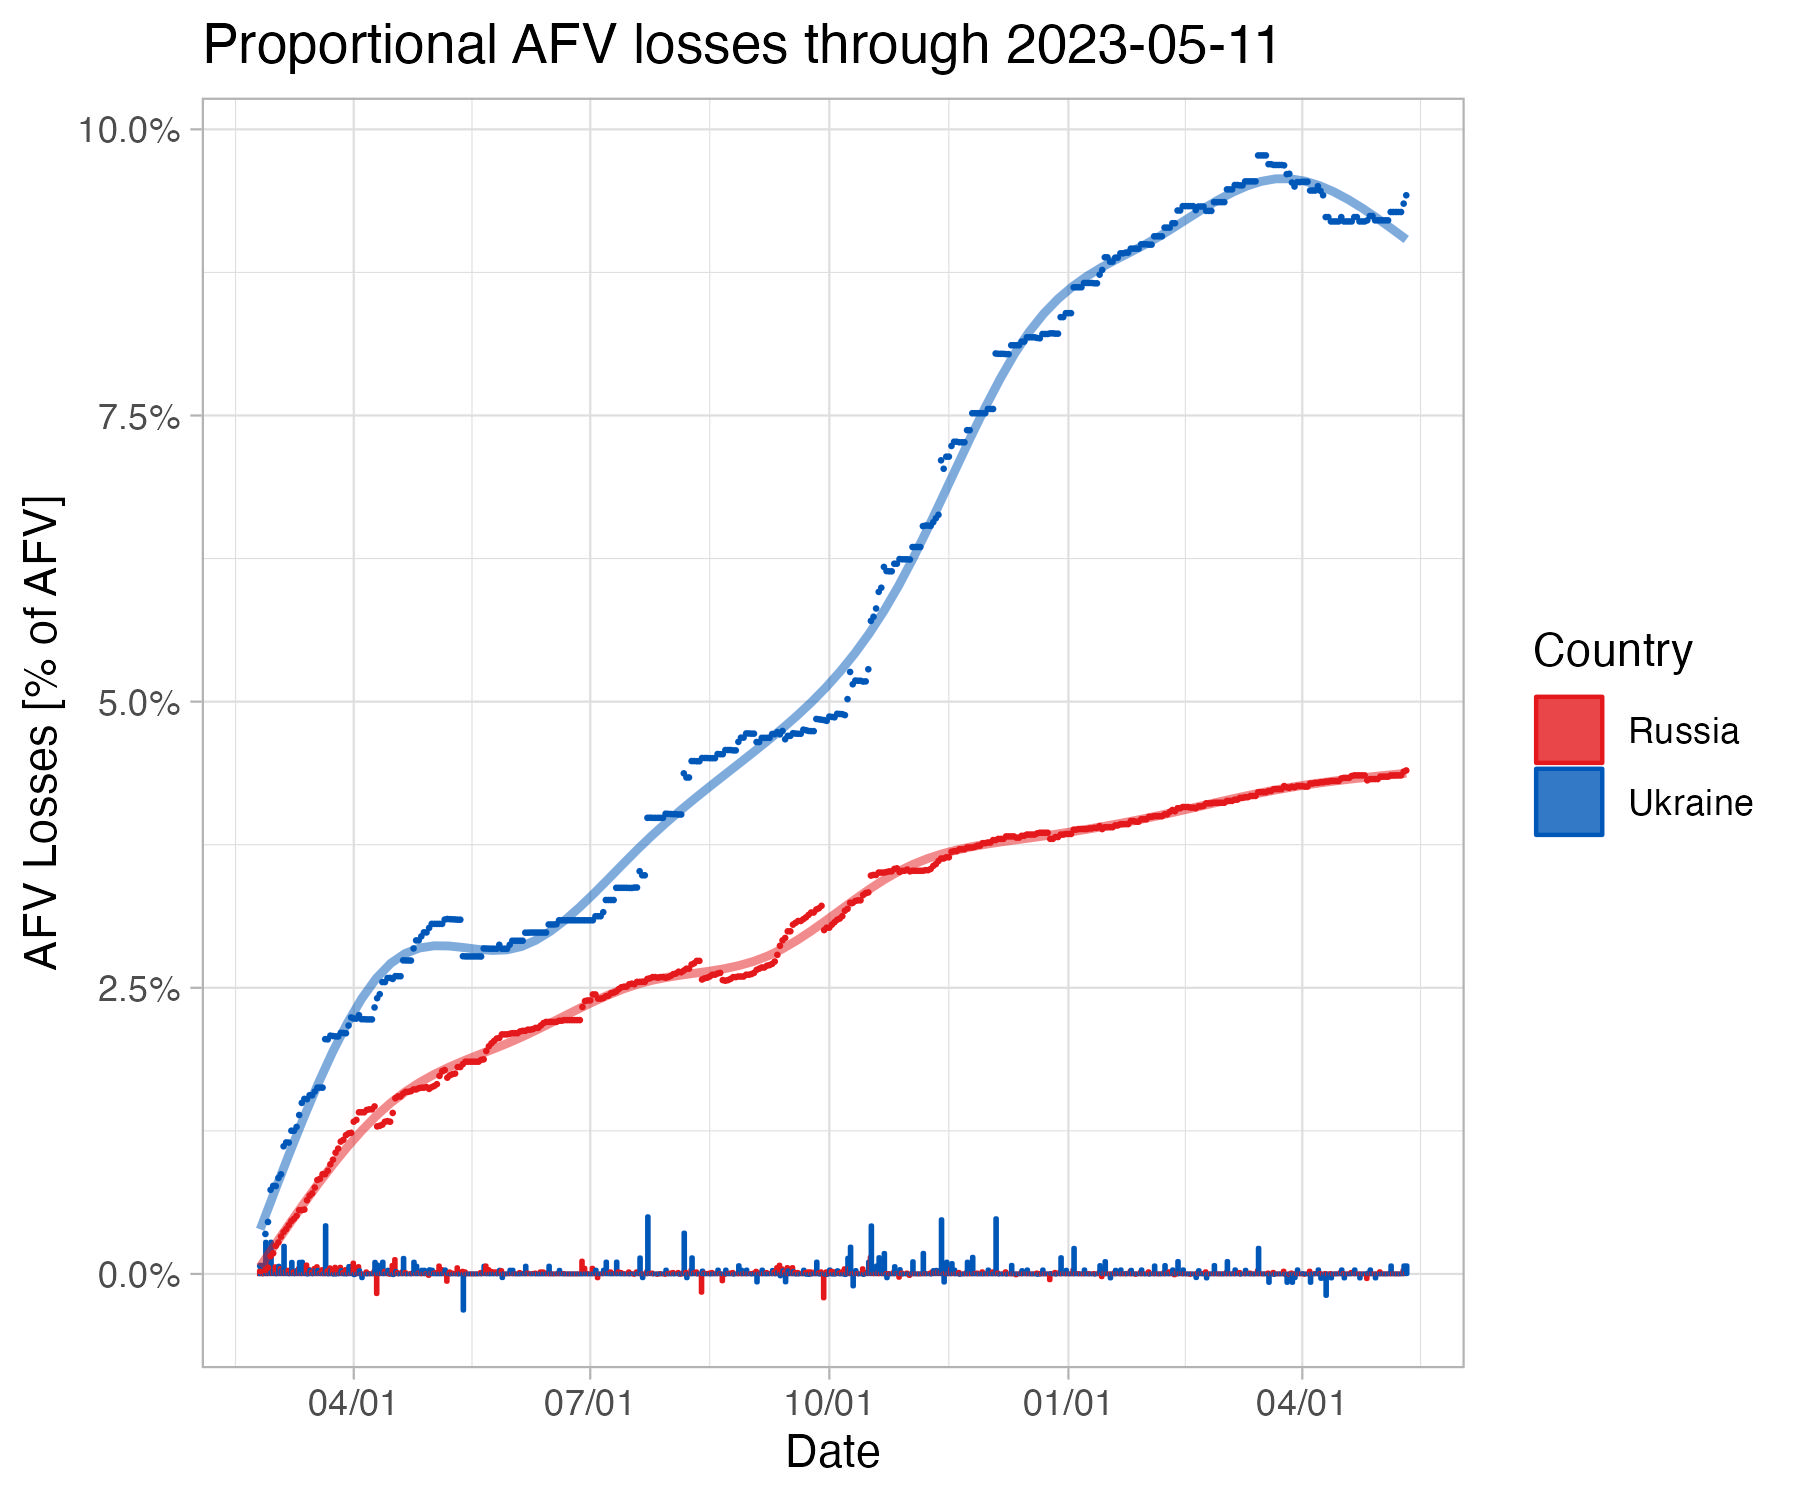 Proportional AFV losses through 2023-05-11
10.0%
7.5%
5.0%
2.5%
0.0%
AFV Losses [% of AFV]
04/01
07/01
10/01
01/01
04/01
Date
Country
Russia
Ukraine